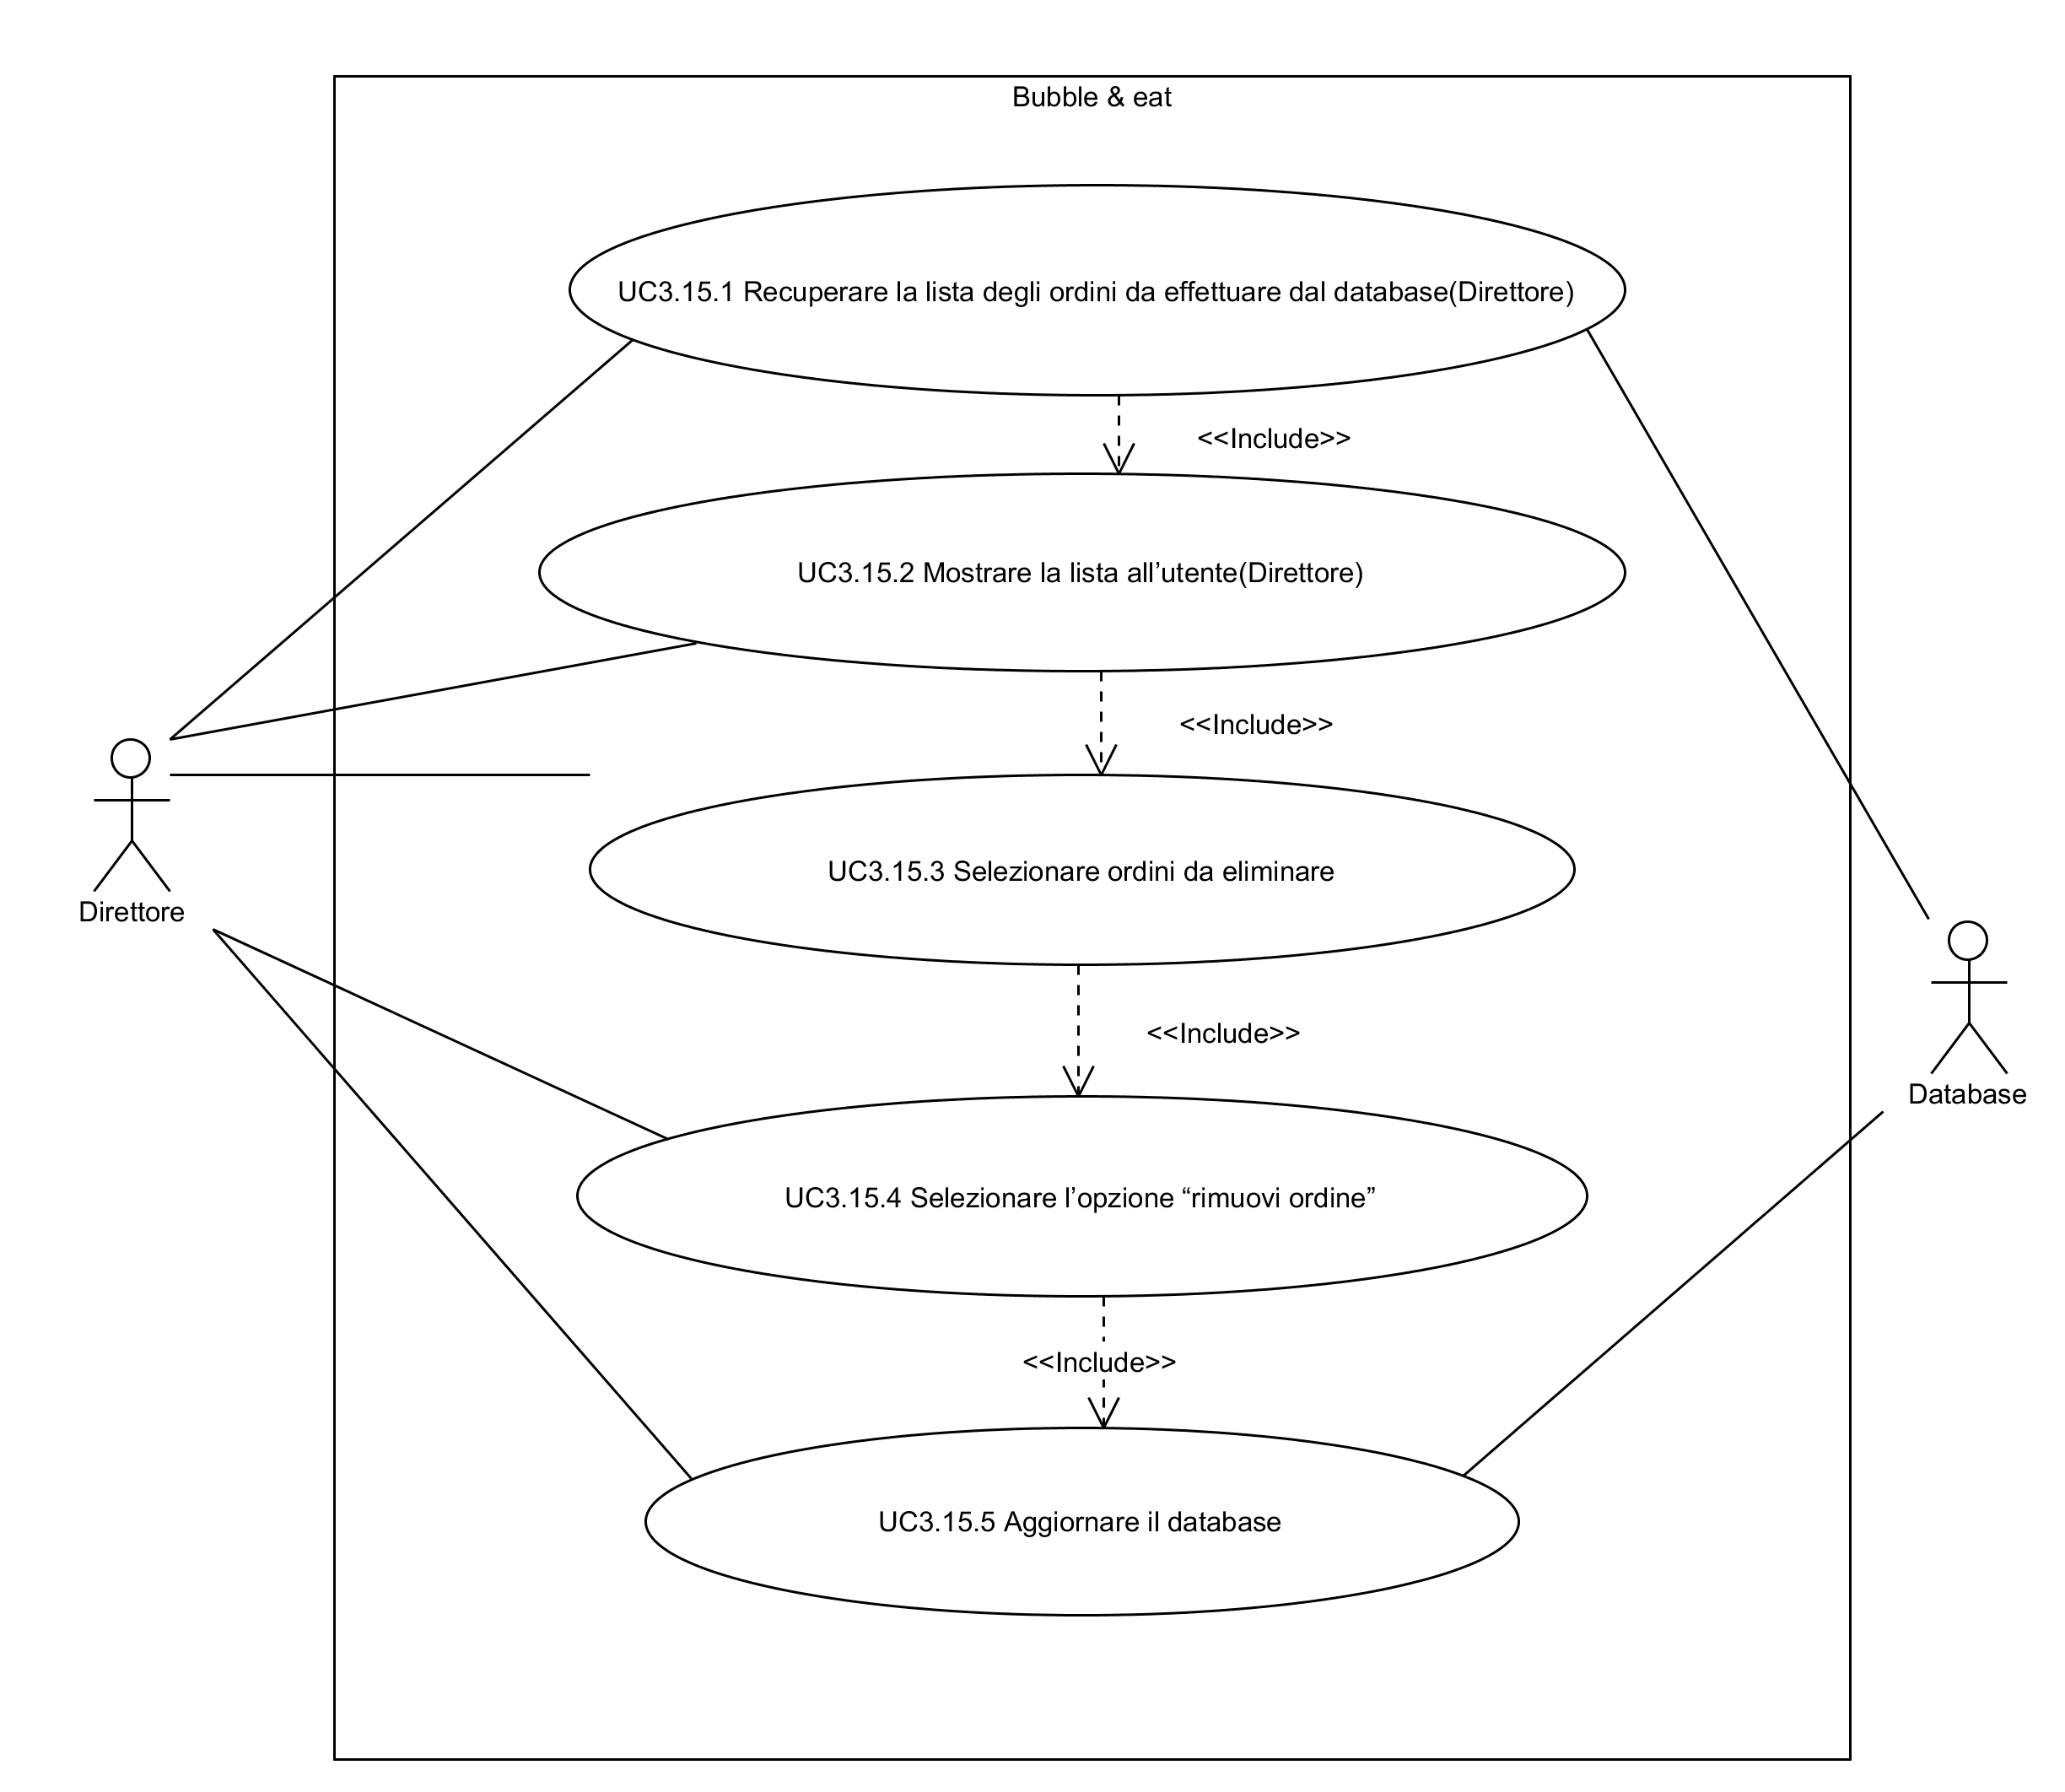 Bubble & eat
UC3.15.1 Recuperare la lista degli ordini da effettuare dal database(Direttore)
<<Include>>
UC3.15.2 Mostrare la lista all’utente(Direttore)
<<Include>>
UC3.15.3 Selezionare ordini da eliminare
Direttore
<<Include>>
Database
UC3.15.4 Selezionare l’opzione “rimuovi ordine”
<<Include>>
UC3.15.5 Aggiornare il database